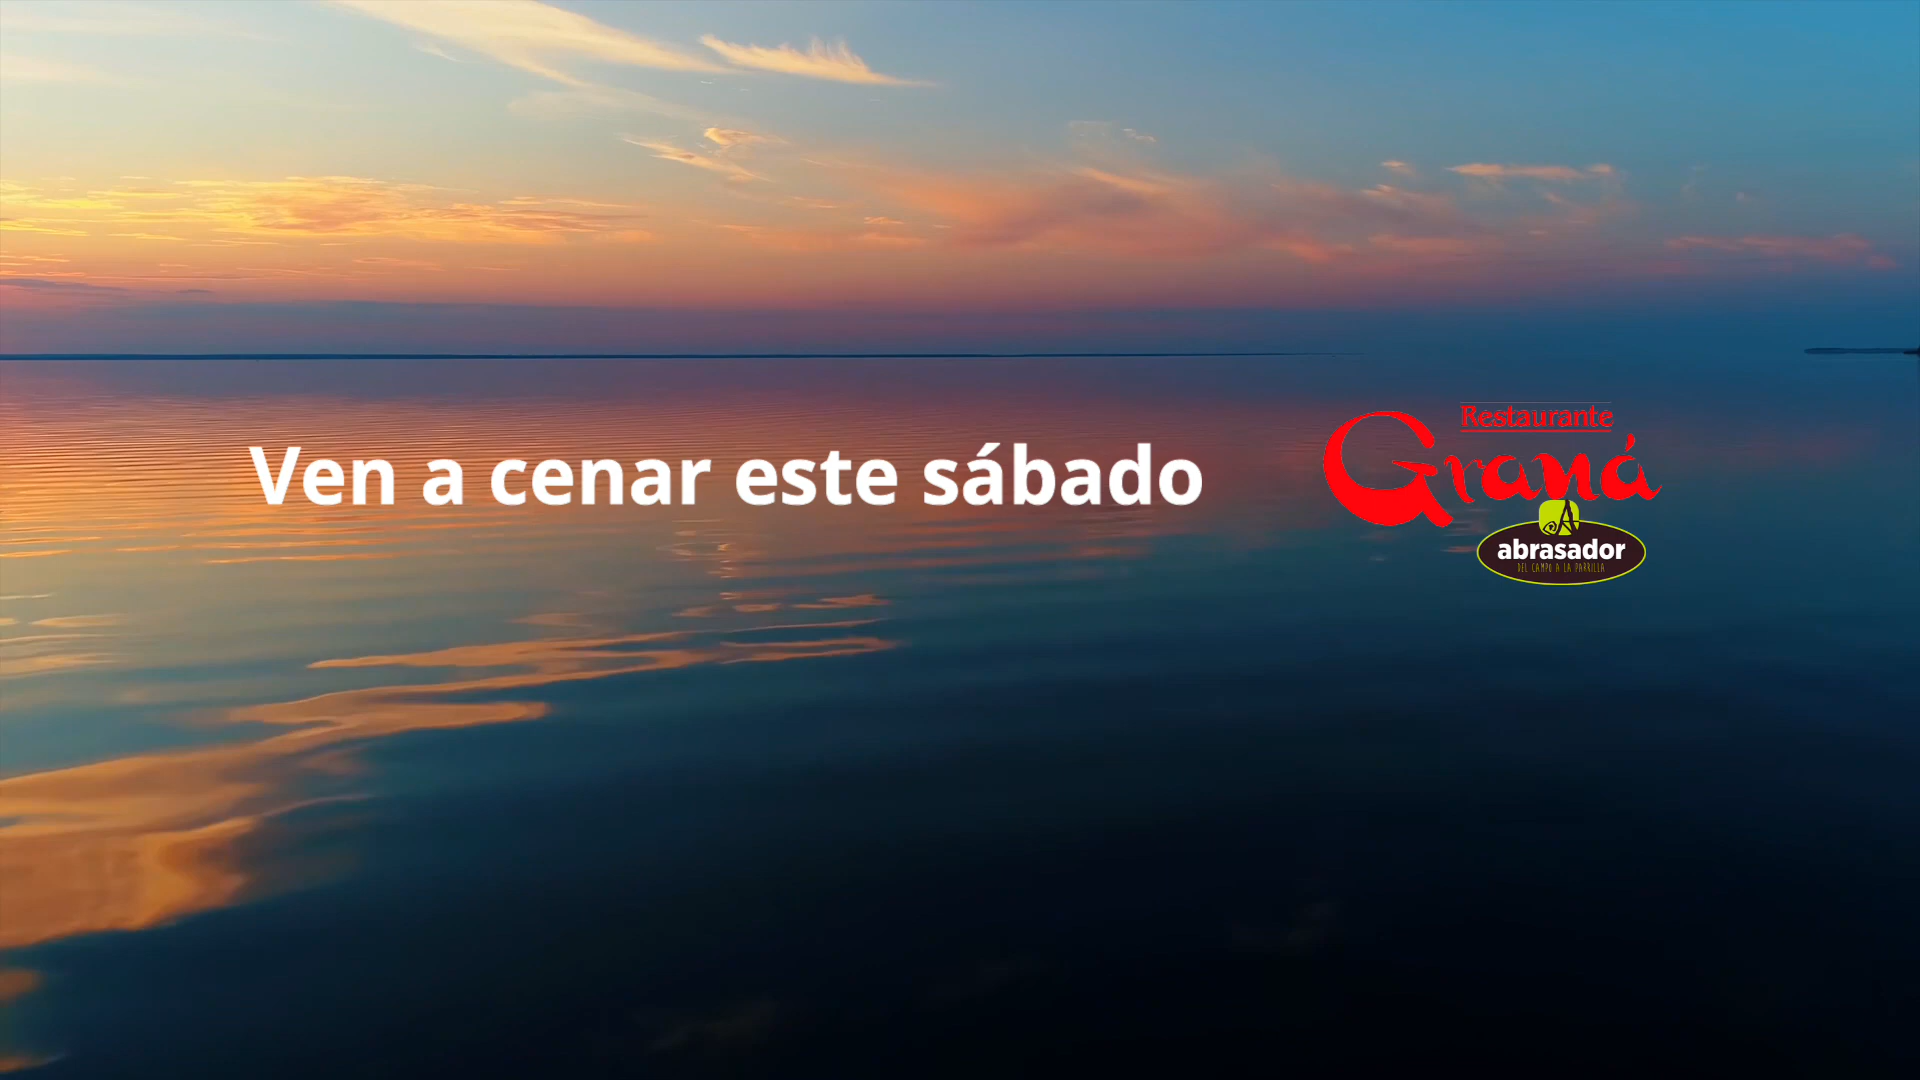 Ven a cenar este sábado
Restaurante
Graná
abrasador
DEL CAMPO A LA PARRILLA